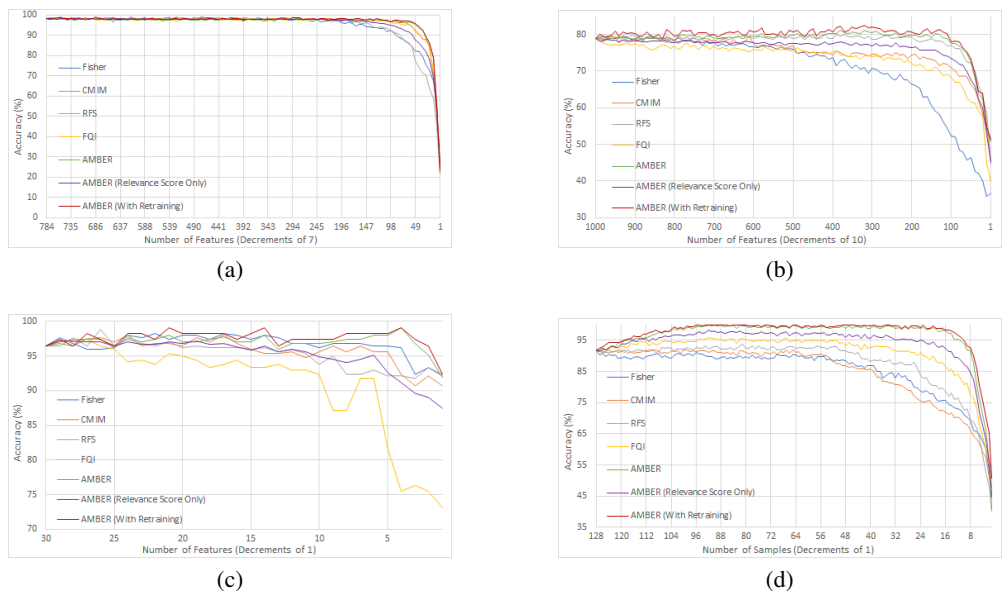 100
90
80
70
60
50
40
30
20
10
0
Accuracy (%)
Fisher
CMIM
RFS
FQI
AMBER
AMBER (Relevance Score Only)
AMBER (With Retraining)
784 735 686 637 588 539 490 441 392 343 294 245 196 147 98 49 1
Number of Features (Decrements of 7)
(a)
80
70
60
50
40
30
Accuracy (%)
Fisher
CMIM
RFS
FQI
AMBER
AMBER (Relevance Score Only)
AMBER (With Retraining)
1000 900 800 700 600 500 400 300 200 100 1
Number of Features (Decrements of 10)
(b)
100
95
90
85
80
75
70
Accuracy (%)
Fisher
CMIM
RFS
FQI
AMBER
AMBER (Relevance Score Only)
AMBER (With Retraining)
30 25 20 15 10 5
Number of Features (Decrements of 1)
(c)
95
85
75
65
55
45
35
Accuracy (%)
Fisher
CMIM
RFS
FQI
AMBER
AMBER (Relevance Score Only)
AMBER (With Retraining)
128 120 112 104 96 88 80 72 64 56 48 40 32 24 16 8
Number of Samples (Decrements of 1)
(d)